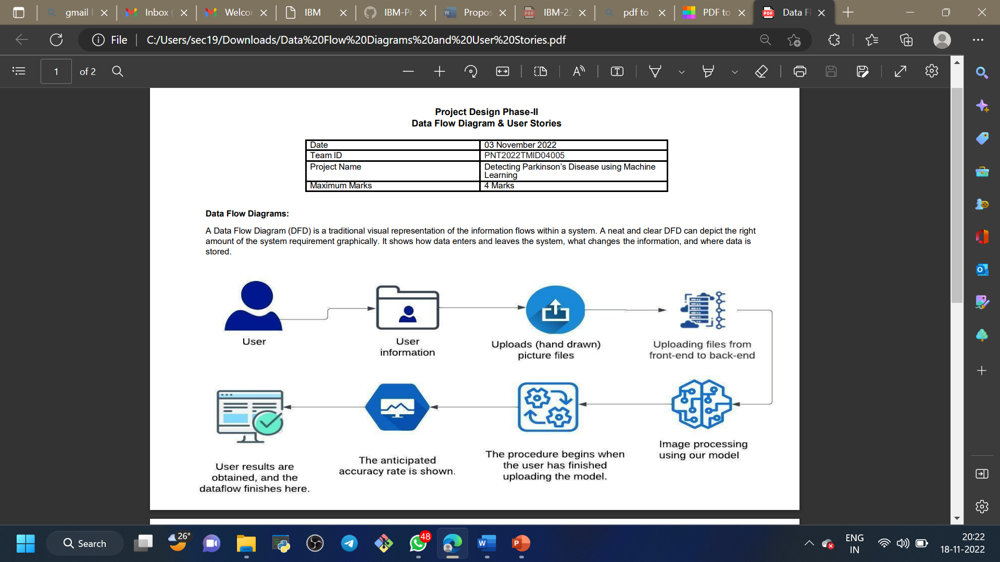 gmail
Inbox (
Welcor
IBM
IBM-Pr
Propos
IBM-23
pdf to
PDF to
Data Fl
File
C:/Users/sec19/Downloads/Data%20Flow%20Diagrams%20and%20User%20Stories.pdf
1 of 2
Project Design Phase-II
Data Flow Diagram & User Stories
Date 03 November 2022
Team ID PNT2022TMID04005
Project Name Detecting Parkinson's Disease using Machine
Learning
Maximum Marks 4 Marks
Data Flow Diagrams:
A Data Flow Diagram (DFD) is a traditional visual representation of the information flows within a system. A neat and clear DFD can depict the right
amount of the system requirement graphically. It shows how data enters and leaves the system, what changes the information, and where data is
stored.
User
User
information
Uploads (hand drawn)
picture files
Uploading files from
front-end to back-end
Image processing
using our model
The procedure begins when
the user has finished
uploading the model.
The anticipated
accuracy rate is shown.
User results are
obtained, and the
dataflow finishes here.
Search
26°
48
ENG
IN
20:22
18-11-2022